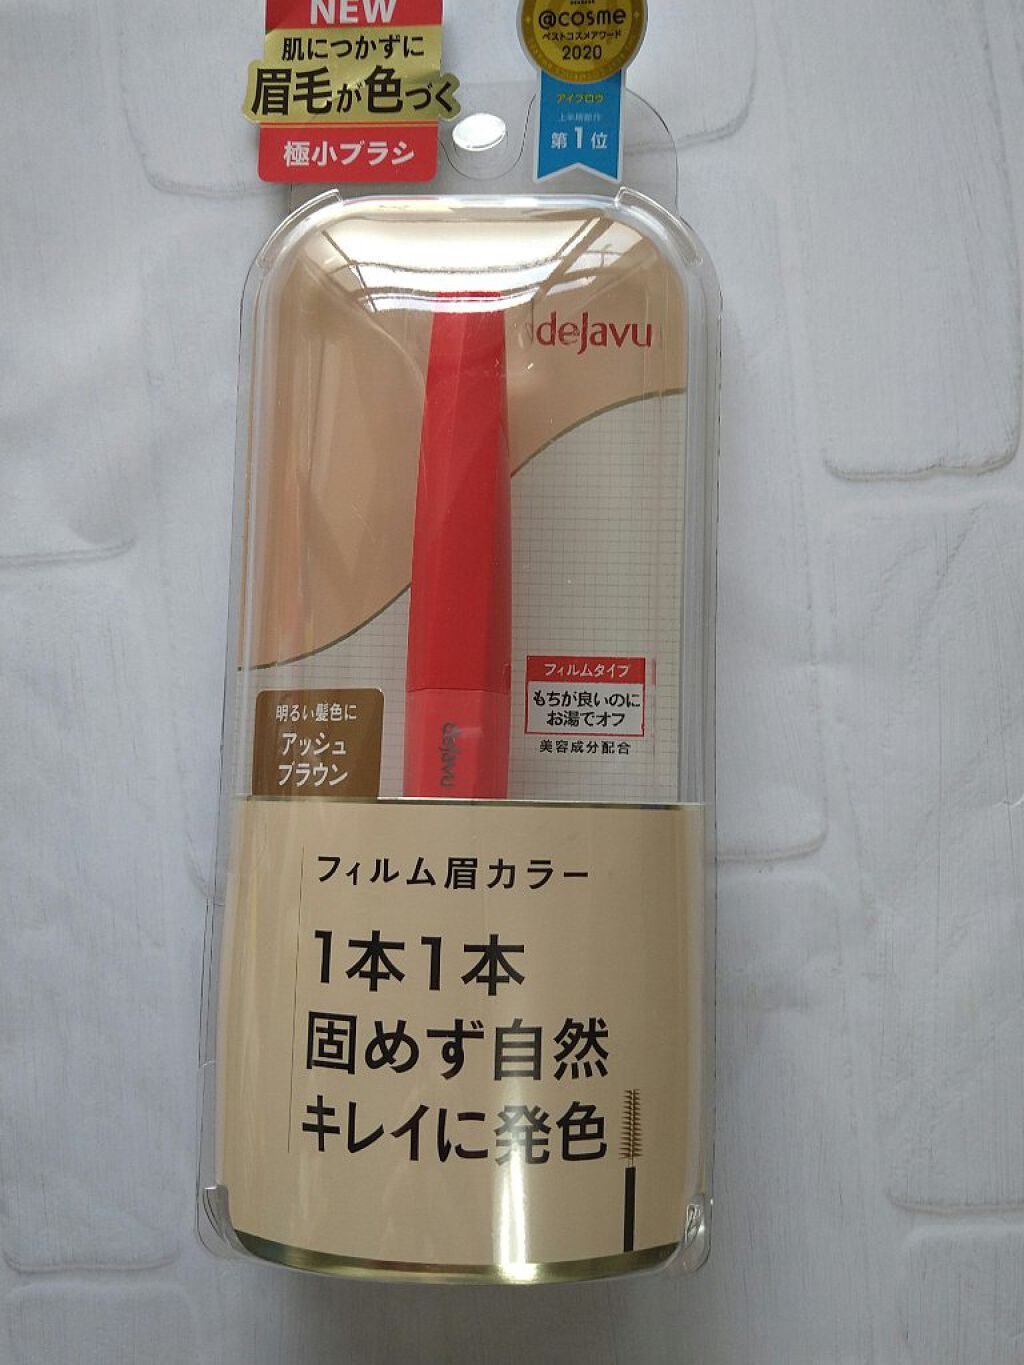 NEW
肌につかずに
眉毛が色づく
極小ブラシ
@cosme
ベストコスメアワード
2020
アイブロウ
上半期新作
第1位
dejavu
フィルムタイプ
もちが良いのに
お湯でオフ
美容成分配合
明るい髪色に
アッシュ
ブラウン
dejavu
フィルム眉カラー
1本1本
固めず自然
キレイに発色